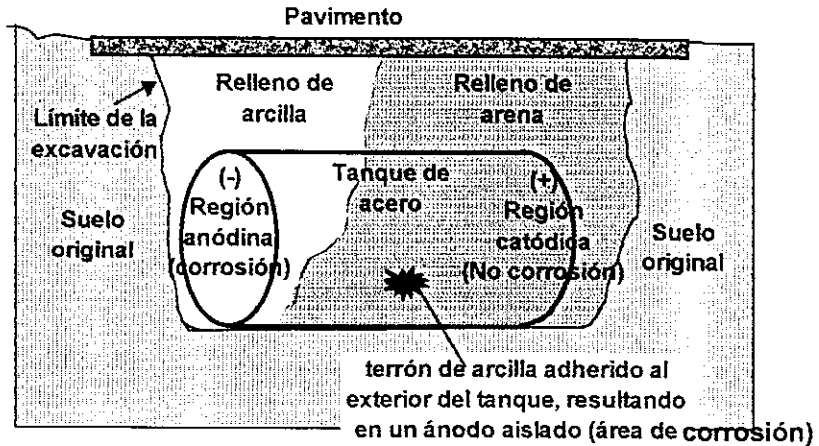 Pavimento
Relleno de
arcilla
Relleno de
arena
Límite de la
excavación
(-)
Región
anódina
(corrosión)
Tanque de
acero
(+)
Región
catódica
(No corrosión)
Suelo
original
Suelo
original
terrón de arcilla adherido al
exterior del tanque, resultando
en un ánodo aislado (área de corrosión)